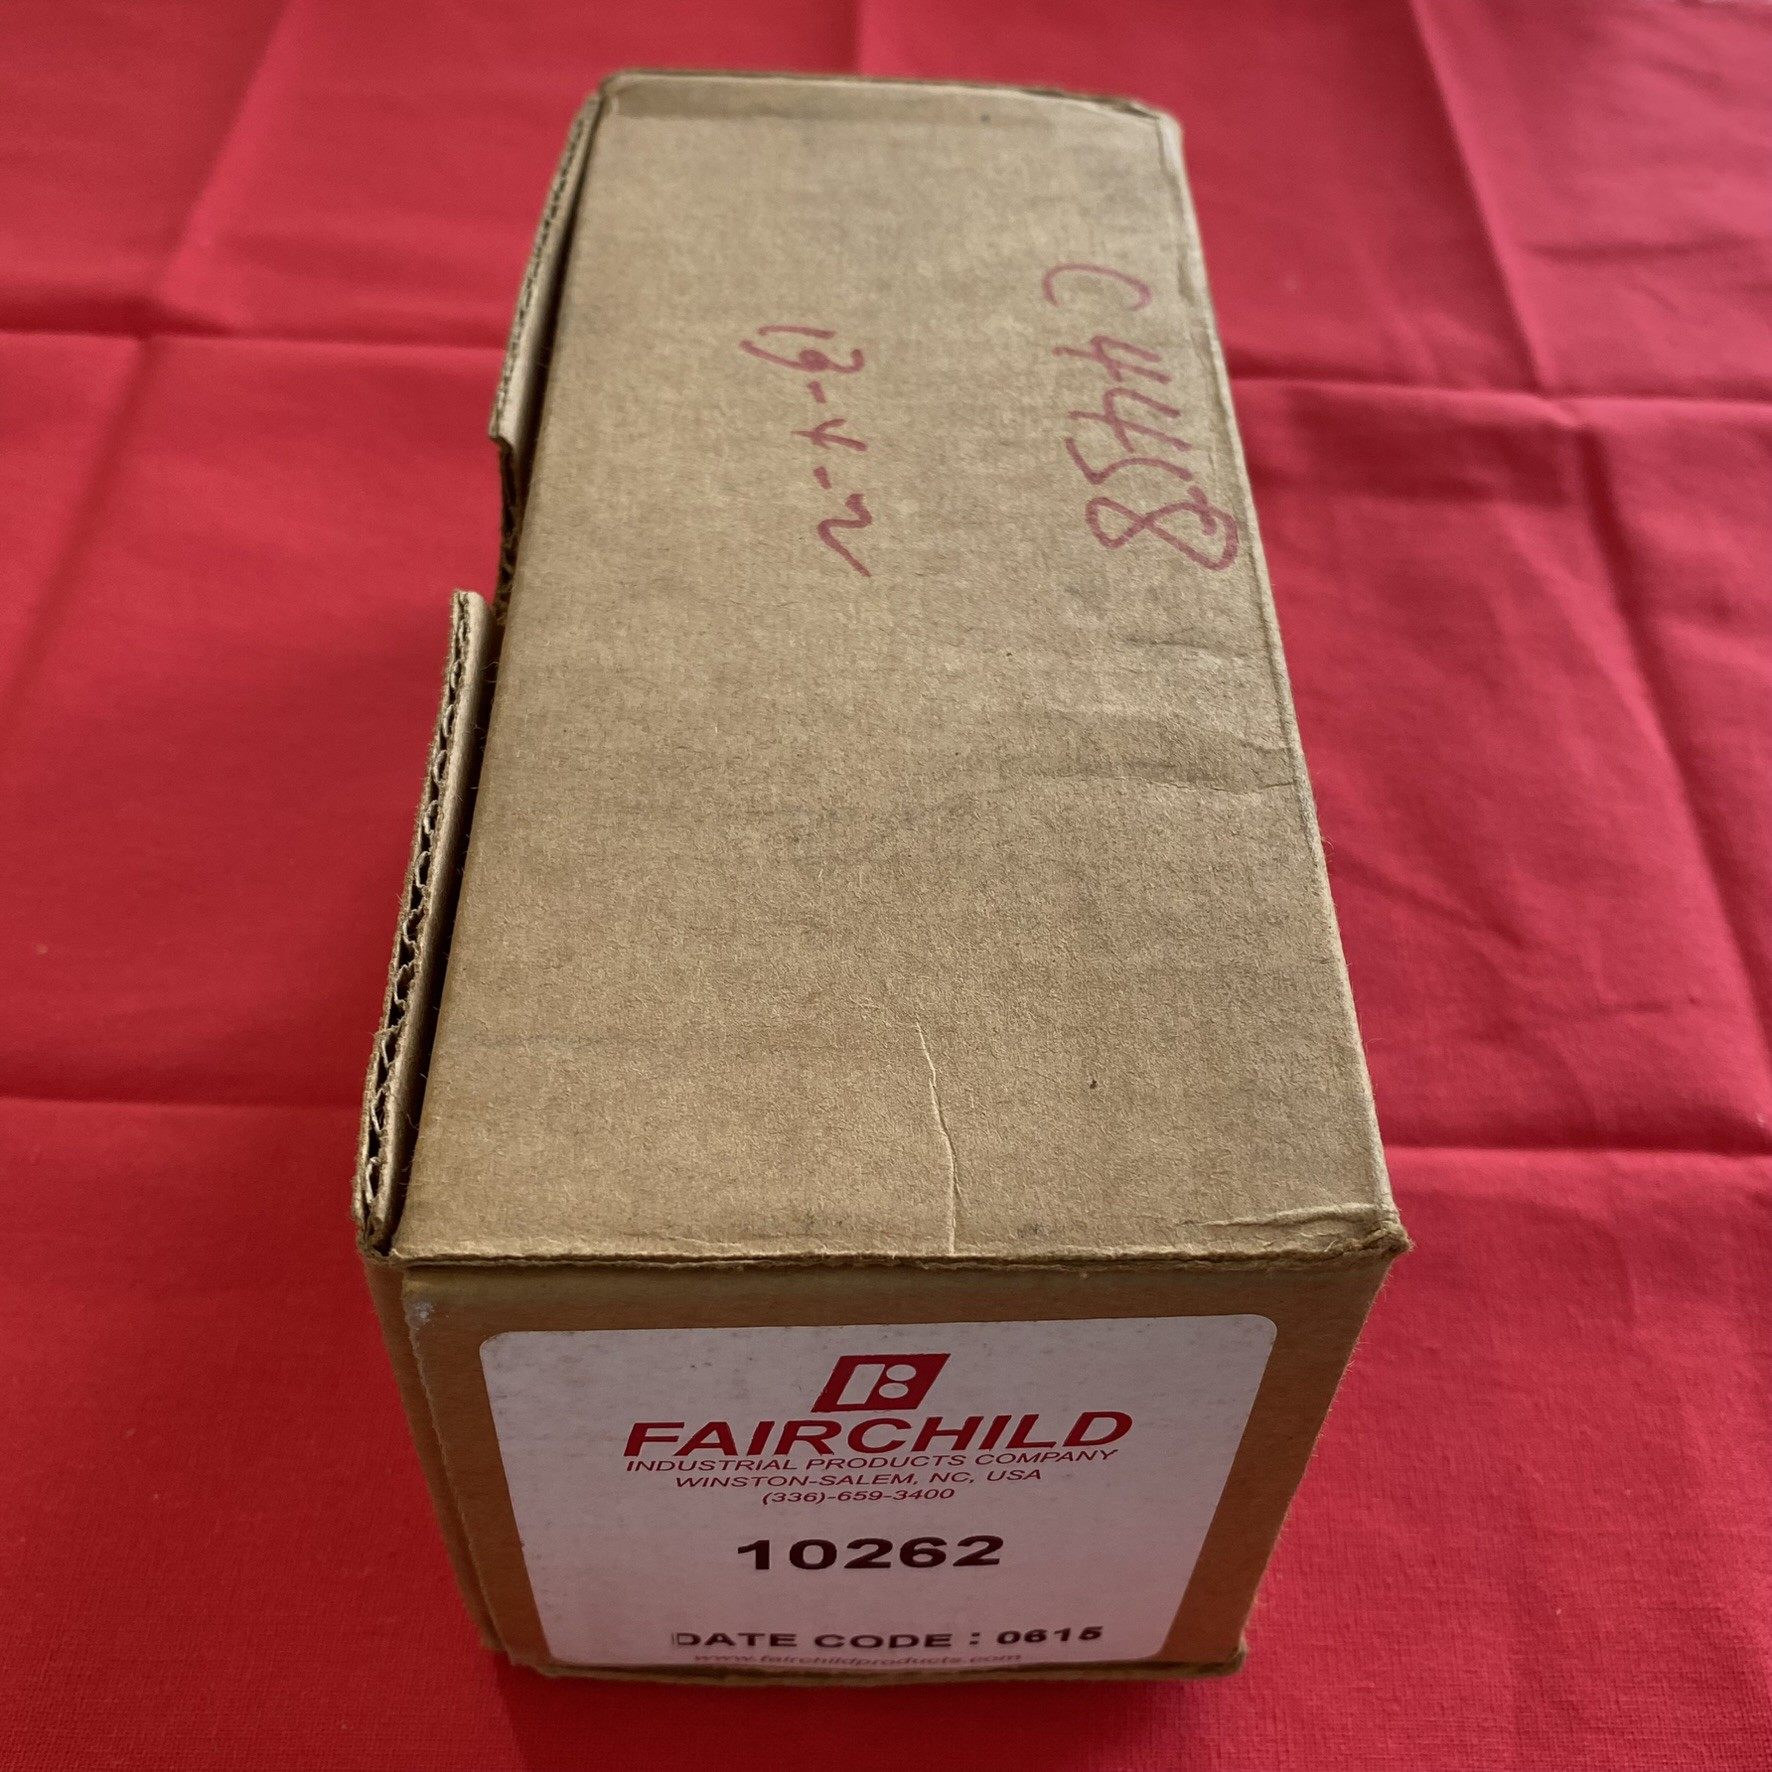 C4458
19-4-2
FAIRCHILD
INDUSTRIAL PRODUCTS COMPANY
WINSTON-SALEM, NC, USA
(336)-659-3400
10262
DATE CODE : 0615
www.fairchildproducts.com